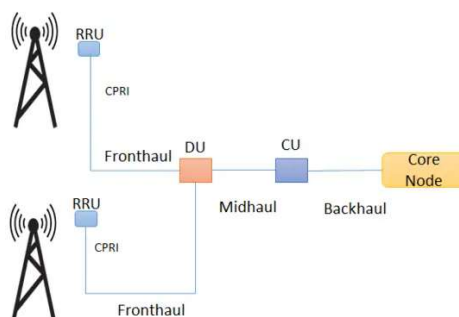 RRU
CPRI
Fronthaul
DU
CU
Core
Node
Midhaul
Backhaul
RRU
CPRI
Fronthaul